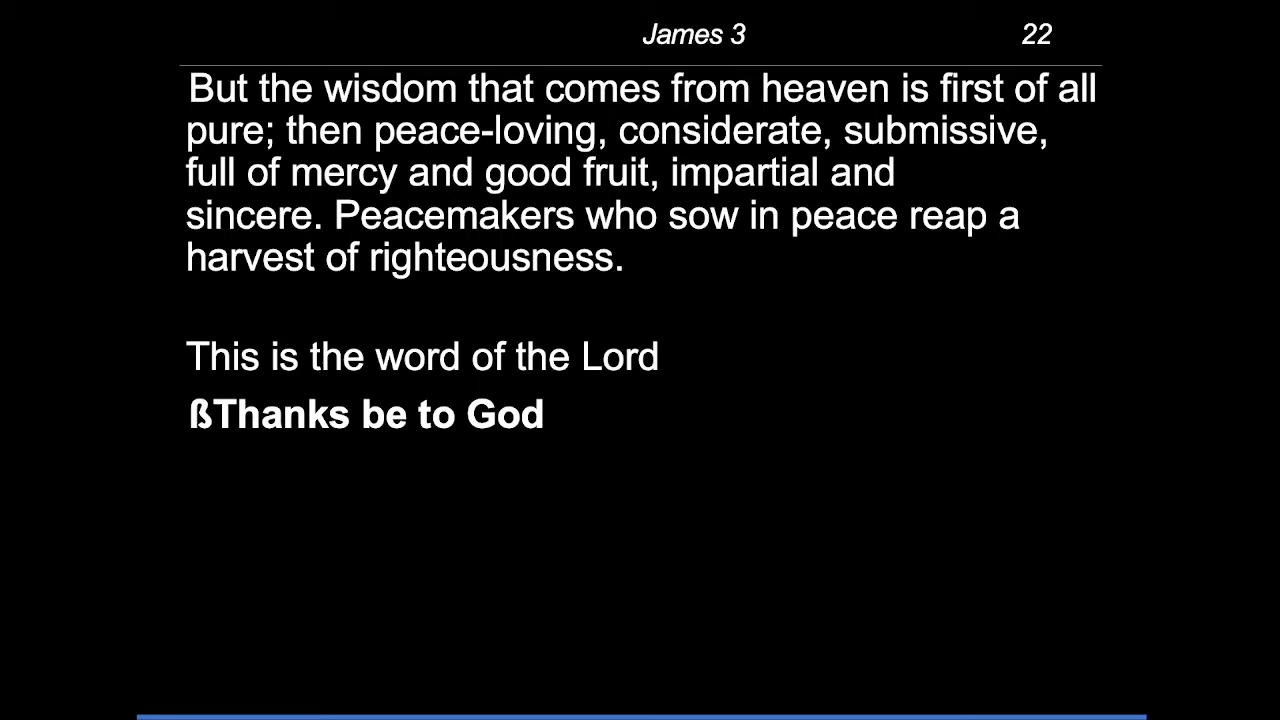 James 3 22
But the wisdom that comes from heaven is first of all
pure; then peace-loving, considerate, submissive,
full of mercy and good fruit, impartial and
sincere. Peacemakers who sow in peace reap a
harvest of righteousness.
This is the word of the Lord
ßThanks be to God